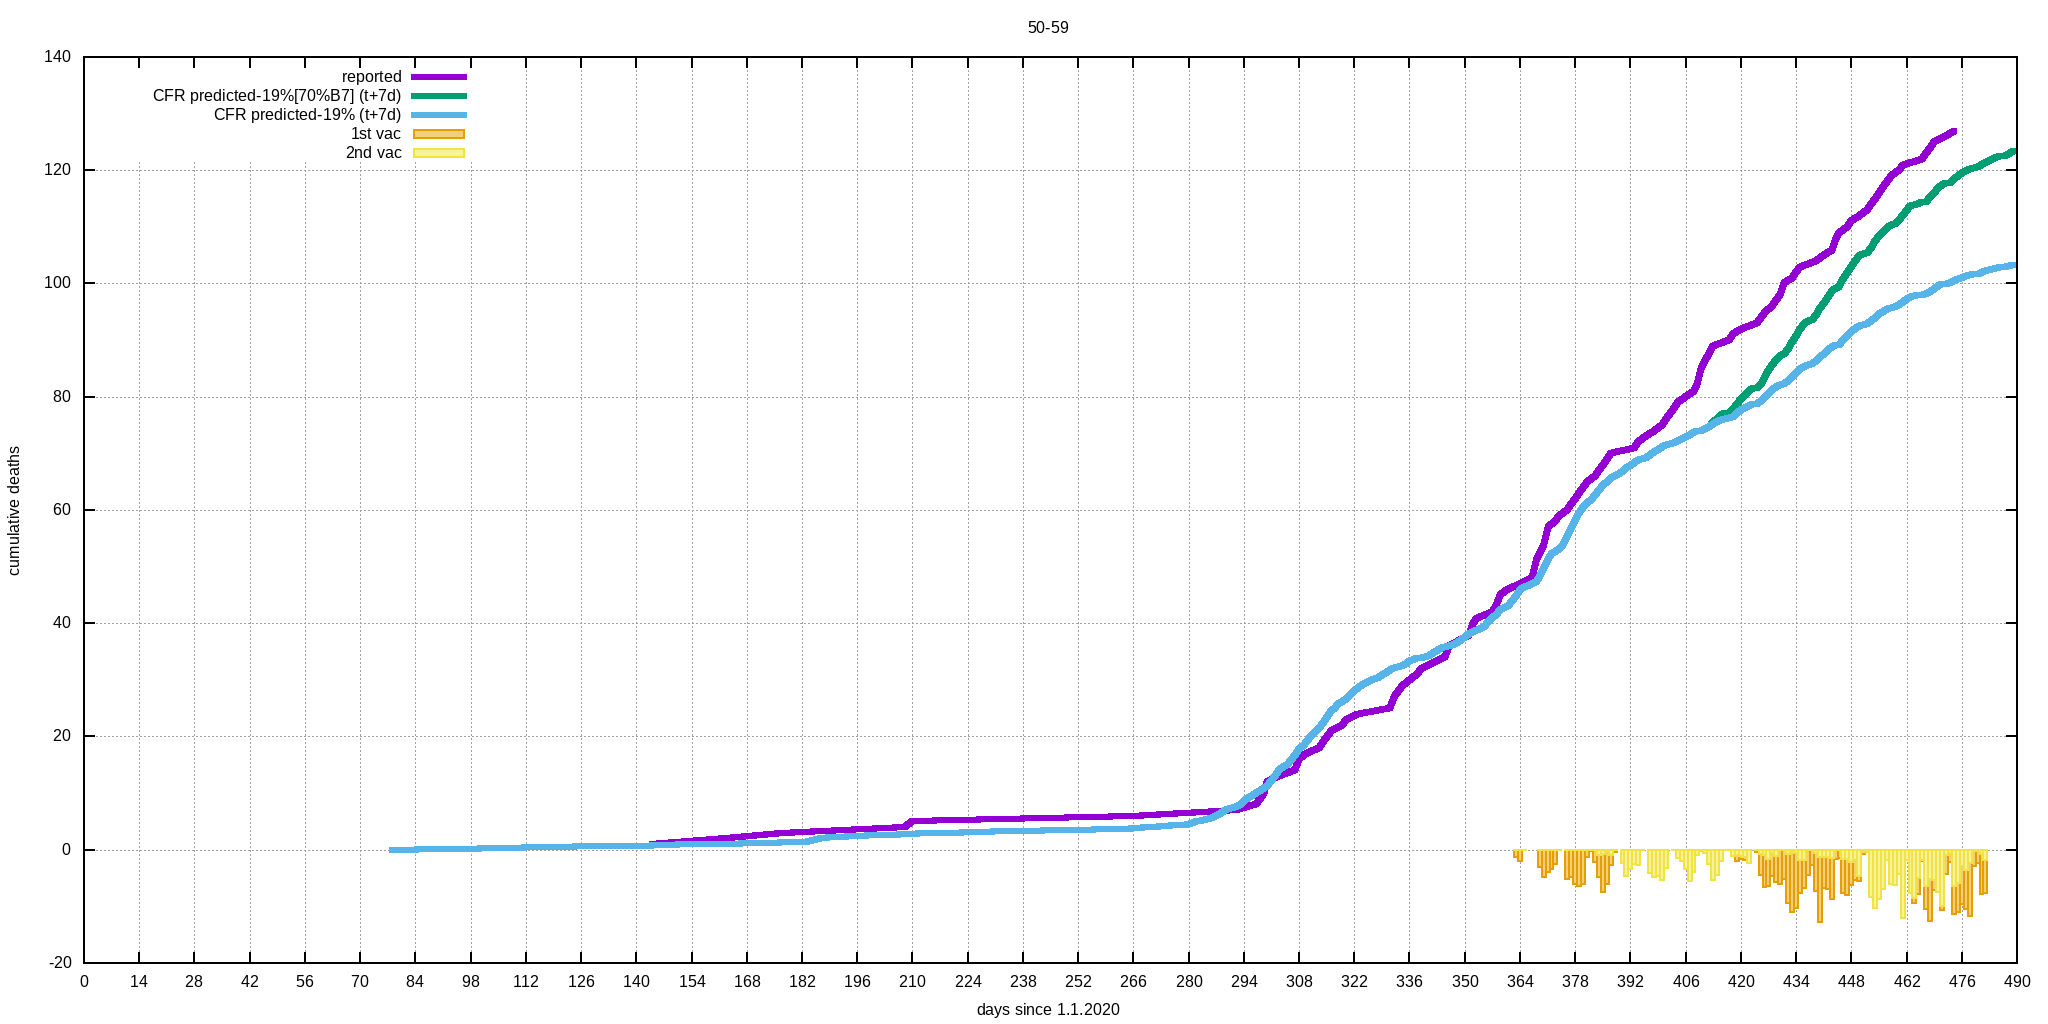 50-59
reported
CFR predicted-19%[70%B7] (t+7d)
CFR predicted-19% (t+7d)
1st vac
2nd vac
140
120
100
80
60
40
20
0
-20
cumulative deaths
0 14 28 42 56 70 84 98 112 126 140 154 168 182 196 210 224 238 252 266 280 294 308 322 336 350 364 378 392 406 420 434 448 462 476 490
days since 1.1.2020